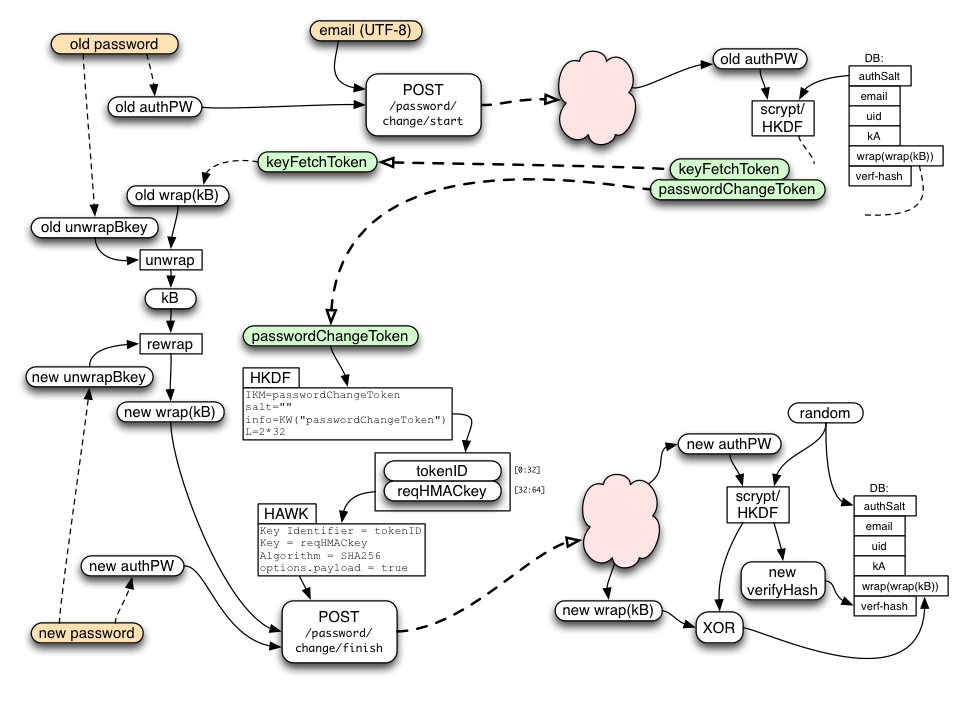 email (UTF-8)
old password
old authPW
POST
/password/
change/start
old authPW
scrypt/
HKDF
DB:
authSalt
email
uid
kA
wrap(wrap(kB))
verf-hash
keyFetchToken
keyFetchToken
passwordChangeToken
old wrap(kB)
old unwrapBkey
unwrap
kB
rewrap
new unwrapBkey
new wrap(kB)
passwordChangeToken
HKDF
IKM=passwordChangeToken
salt=""
info=KW("passwordChangeToken")
L=2*32
tokenID
[0:32]
reqHMACkey
[32:64]
HAWK
Key Identifier = tokenID
Key = reqHMACkey
Algorithm = SHA256
options.payload = true
new authPW
new password
POST
/password/
change/finish
random
new authPW
scrypt/
HKDF
new
verifyHash
new wrap(kB)
XOR
DB:
authSalt
email
uid
kA
wrap(wrap(kB))
verf-hash